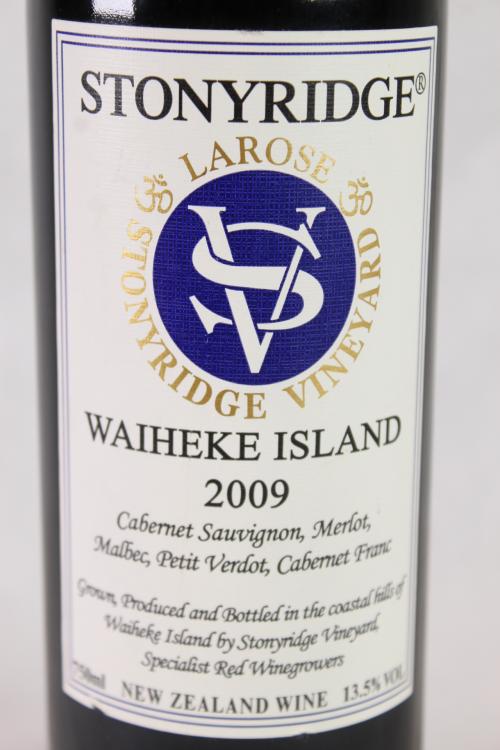 STONYRIDGE®
LAROSE
ॐ ॐ
SV
STONYRIDGE VINEYARD
WAIHEKE ISLAND
2009
Cabernet Sauvignon, Merlot,
Malbec, Petit Verdot, Cabernet Franc
Grown, Produced and Bottled in the coastal hills of
Waiheke Island by Stonyridge Vineyard,
Specialist Red Winegrowers
750ml NEW ZEALAND WINE 13.5% VOL